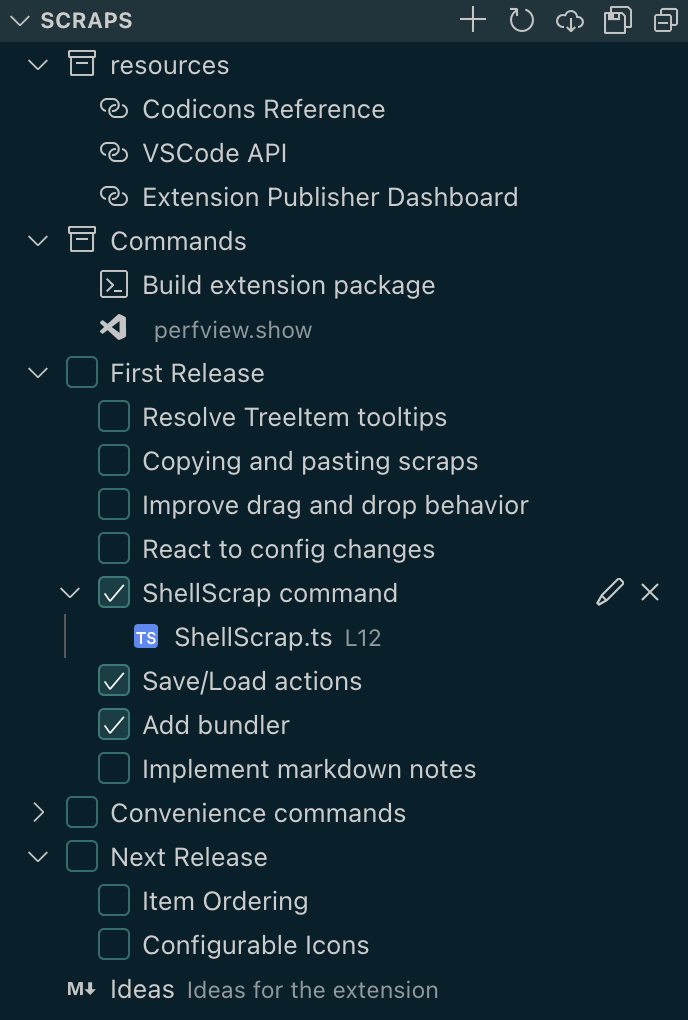 SCRAPS
resources
Codicons Reference
VSCode API
Extension Publisher Dashboard
Commands
Build extension package
perfview.show
First Release
Resolve TreeItem tooltips
Copying and pasting scraps
Improve drag and drop behavior
React to config changes
ShellScrap command
TS ShellScrap.ts L12
Save/Load actions
Add bundler
Implement markdown notes
Convenience commands
Next Release
Item Ordering
Configurable Icons
M↓ Ideas Ideas for the extension